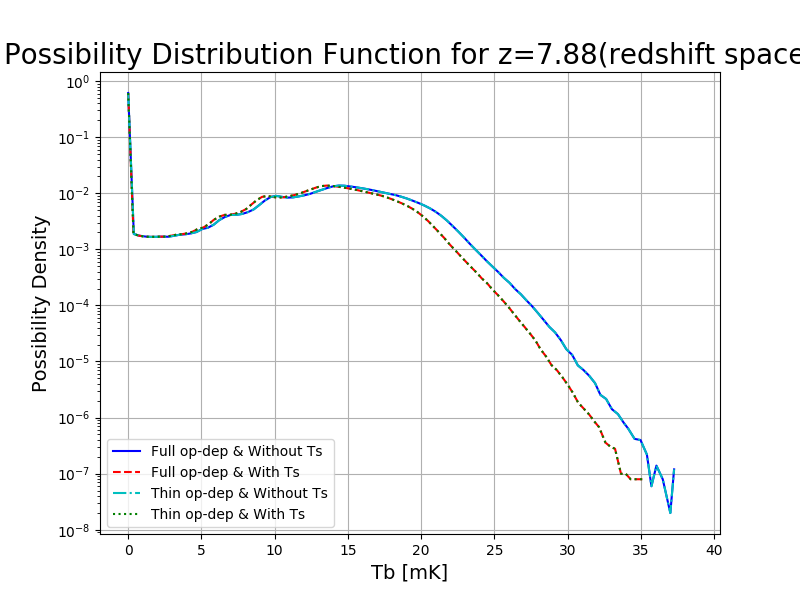 Possibility Distribution Function for z=7.88(redshift space
Possibility Density
10⁰
10⁻¹
10⁻²
10⁻³
10⁻⁴
10⁻⁵
10⁻⁶
10⁻⁷
10⁻⁸
Full op-dep & Without Ts
Full op-dep & With Ts
Thin op-dep & Without Ts
Thin op-dep & With Ts
0 5 10 15 20 25 30 35 40
Tb [mK]